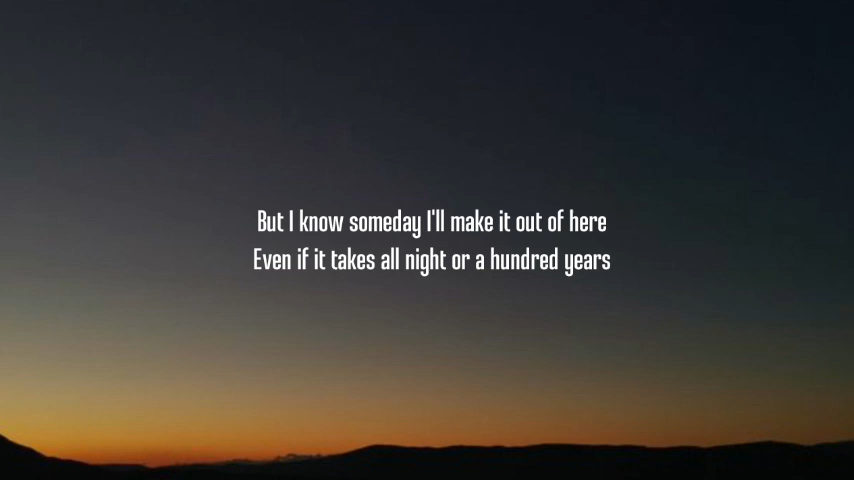 But I know someday I'll make it out of here
Even if it takes all night or a hundred years